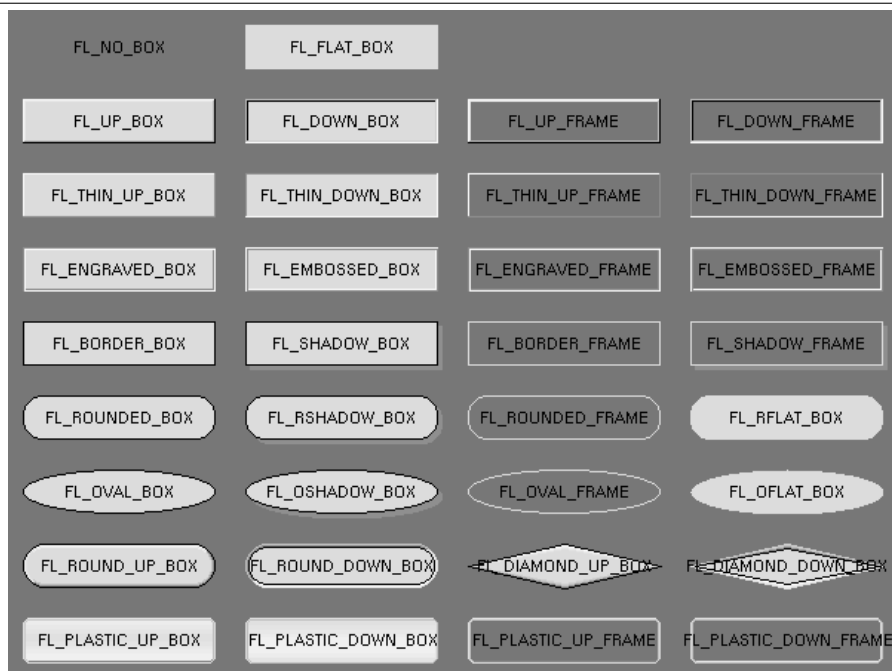 FL_NO_BOX FL_FLAT_BOX
FL_UP_BOX FL_DOWN_BOX FL_UP_FRAME FL_DOWN_FRAME
FL_THIN_UP_BOX FL_THIN_DOWN_BOX FL_THIN_UP_FRAME FL_THIN_DOWN_FRAME
FL_ENGRAVED_BOX FL_EMBOSSED_BOX FL_ENGRAVED_FRAME FL_EMBOSSED_FRAME
FL_BORDER_BOX FL_SHADOW_BOX FL_BORDER_FRAME FL_SHADOW_FRAME
FL_ROUNDED_BOX FL_RSHADOW_BOX FL_ROUNDED_FRAME FL_RFLAT_BOX
FL_OVAL_BOX FL_OSHADOW_BOX FL_OVAL_FRAME FL_OFLAT_BOX
FL_ROUND_UP_BOX FL_ROUND_DOWN_BOX FL_DIAMOND_UP_BOX FL_DIAMOND_DOWN_BOX
FL_PLASTIC_UP_BOX FL_PLASTIC_DOWN_BOX FL_PLASTIC_UP_FRAME FL_PLASTIC_DOWN_FRAME